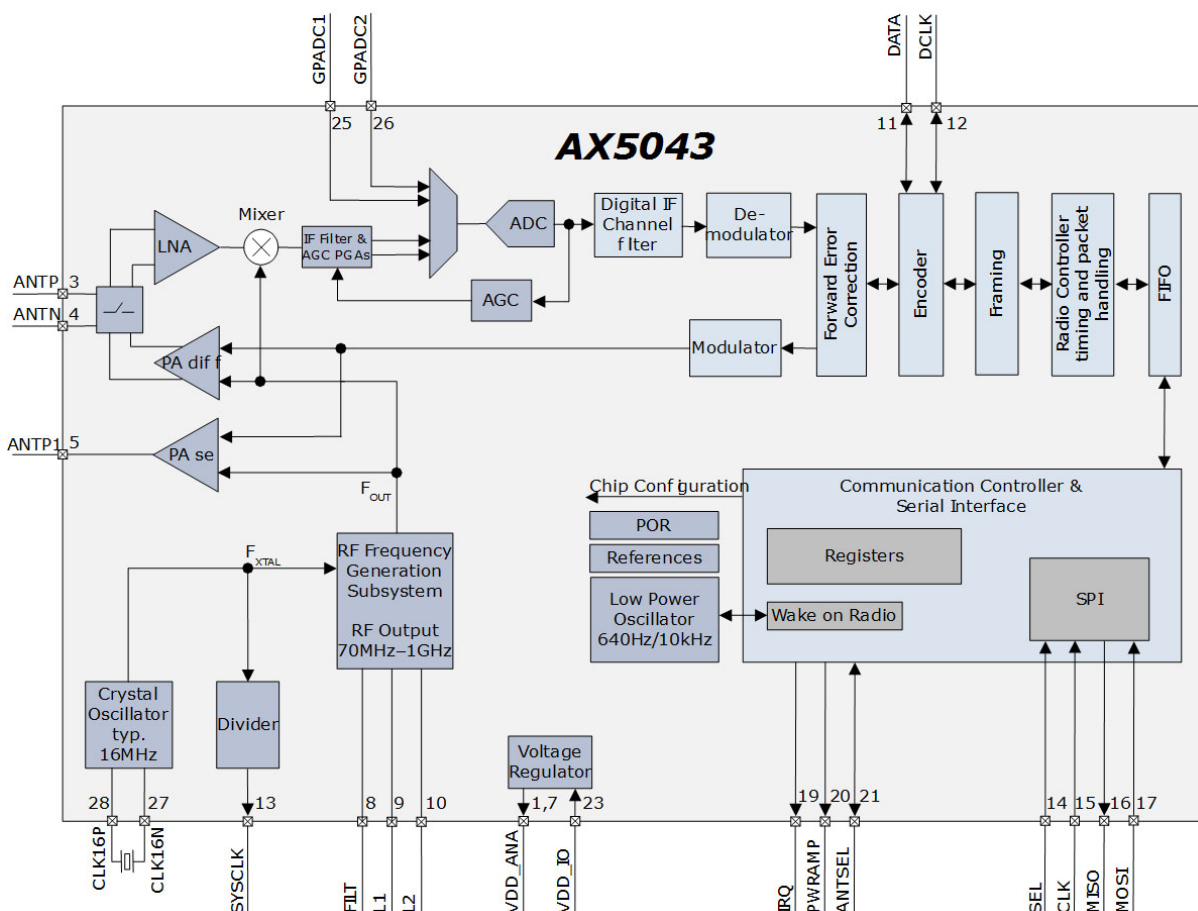 GPADC1
GPADC2
DATA
DCLK
25
26
11
12
AX5043
Mixer
LNA
IF Filter &
AGC PGAs
ADC
Digital IF
Channel
f lter
De-
modulator
Forward Error
Correction
Encoder
Framing
Radio Controller
timing and packet
handling
FIFO
ANTP
3
ANTN
4
AGC
PA dif f
Modulator
ANTP1
5
PA se
FOUT
Chip Conf iguration
Communication Controller &
Serial Interface
POR
References
Registers
Low Power
Oscillator
640Hz/10kHz
Wake on Radio
SPI
FXTAL
RF Frequency
Generation
Subsystem
RF Output
70MHz–1GHz
Crystal
Oscillator
typ.
16MHz
Divider
Voltage
Regulator
28
27
13
8
9
10
1,7
23
19
20
21
14
15
16
17
CLK16P
CLK16N
SYSCLK
FILT
L1
L2
VDD_ANA
VDD_IO
IRQ
PWRAMP
ANTSEL
SEL
CLK
MISO
MOSI